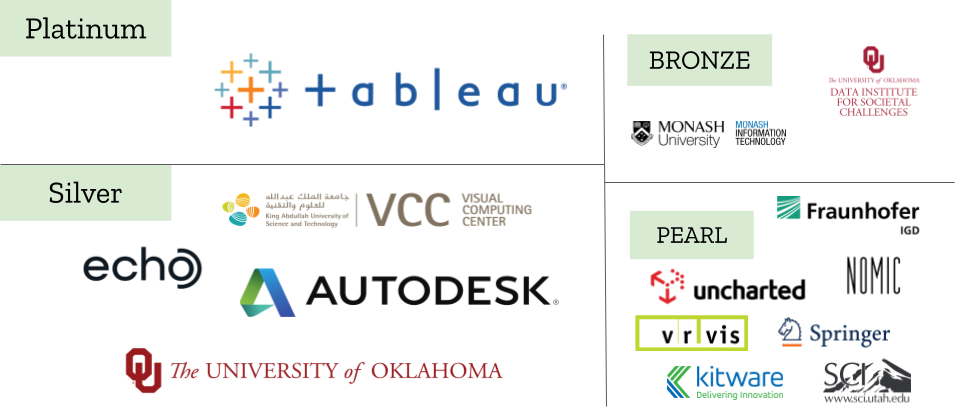 Platinum
+ableau®
BRONZE
OU
The UNIVERSITY of OKLAHOMA
DATA INSTITUTE
FOR SOCIETAL
CHALLENGES
MONASH
University
MONASH
INFORMATION
TECHNOLOGY
Silver
جامعة الملك عبدالله
للعلوم والتقنية
King Abdullah University of
Science and Technology
VCC
VISUAL
COMPUTING
CENTER
echo
AUTODESK®
OU
The UNIVERSITY of OKLAHOMA
PEARL
Fraunhofer
IGD
uncharted
NOMIC
vrvis
Springer
kitware
Delivering Innovation
SCI
www.sci.utah.edu